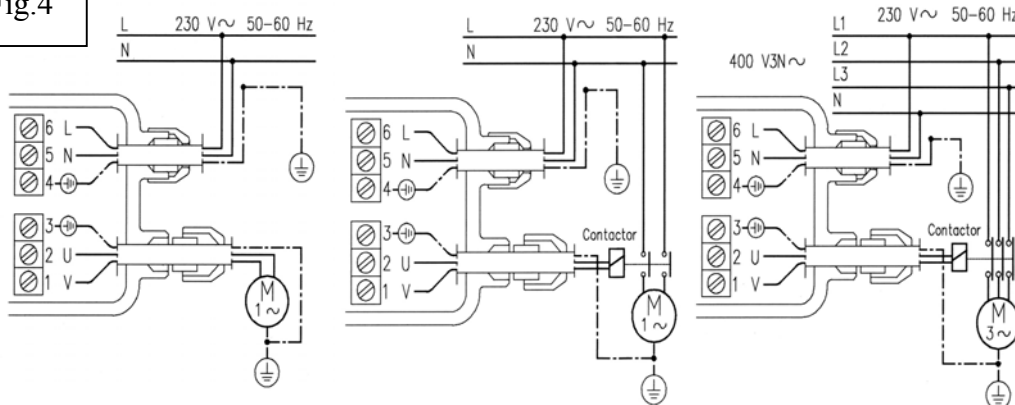 Fig.4
L 230 V~ 50-60 Hz
N
6 L
5 N
4
3
2 U
1 V
M
1~
L 230 V~ 50-60 Hz
N
6 L
5 N
4
3
2 U
1 V
Contactor
M
1~
230 V~ 50-60 Hz
L1
L2
400 V3N~
L3
N
6 L
5 N
4
3
2 U
1 V
Contactor
M
3~